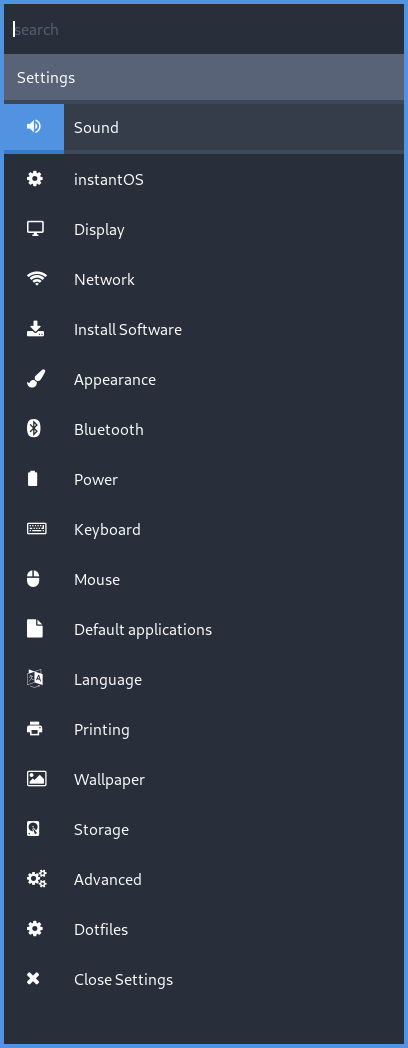 search
Settings
Sound
instantOS
Display
Network
Install Software
Appearance
Bluetooth
Power
Keyboard
Mouse
Default applications
Language
Printing
Wallpaper
Storage
Advanced
Dotfiles
Close Settings